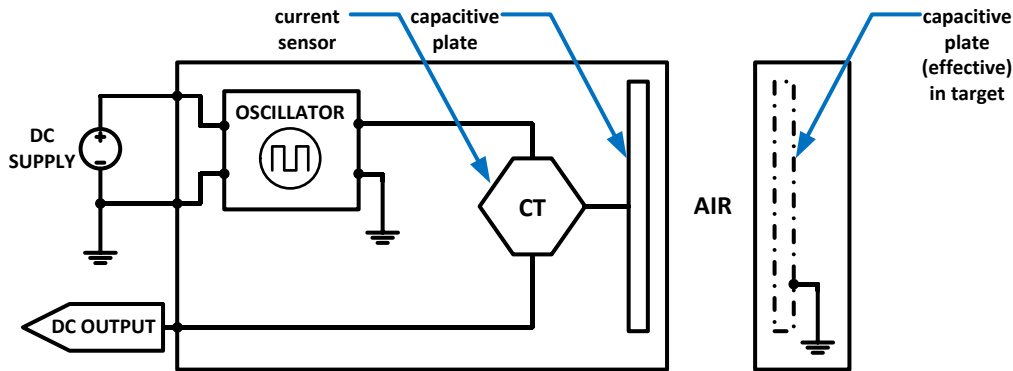 current
sensor
capacitive
plate
capacitive
plate
(effective)
in target
OSCILLATOR
DC
SUPPLY
+
−
CT
AIR
DC OUTPUT